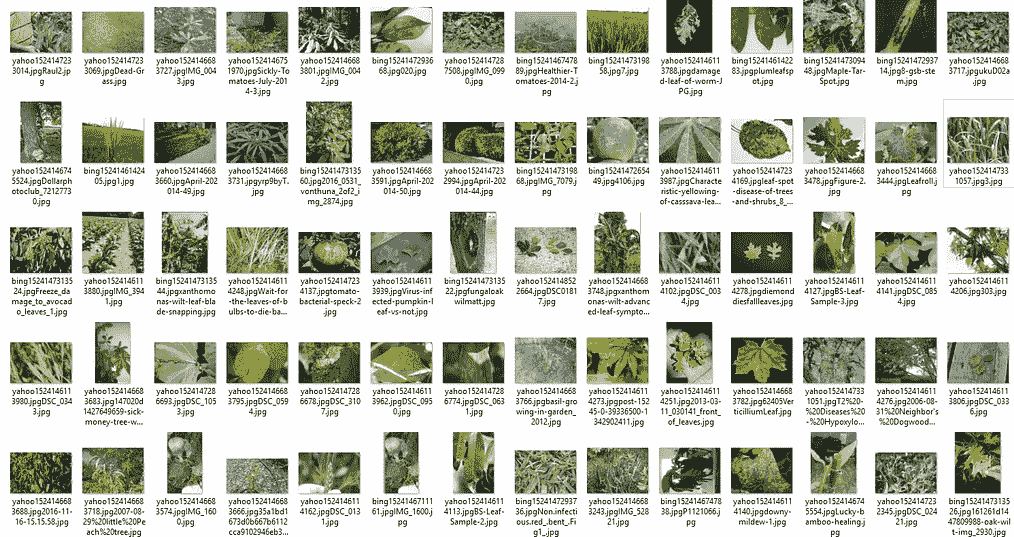 yahoo152414723
3014.jpgRaul2.jp
g
yahoo152414723
3069.jpgDead-Gr
ass.jpg
yahoo152414668
3727.jpgIMG_004
3.jpg
yahoo152414675
1970.jpgSickly-To
matoes-July-201
4-3.jpg
yahoo152414668
3801.jpgIMG_004
2.jpg
bing15241472936
68.jpg020.jpg
yahoo152414728
7508.jpgIMG_099
0.jpg
bing15241467478
89.jpgHealthier-T
omatoes-2014-2.j
pg
bing15241472989
58.jpg7.jpg
yahoo152414611
3788.jpgdamage
d-leaf-of-worm-J
PG.jpg
bing15241461422
83.jpgplumleafsp
ot.jpg
bing15241473094
48.jpgMaple-Tar-
Spot.jpg
bing15241472937
14.jpg8-gsb-ste
m.jpg
yahoo152414668
3717.jpgukuD02a
.jpg
yahoo152414674
5524.jpgDollarph
otoclub_7212773
0.jpg
bing15241461424
05.jpg1.jpg
yahoo152414668
3660.jpgApril-202
014-49.jpg
yahoo152414668
3731.jpgyrp9byT.
jpg
bing15241473135
60.jpg2016_0531_
vonthuna_2of2_i
mg_2874.jpg
yahoo152414668
3591.jpgApril-202
014-50.jpg
yahoo152414723
2994.jpgApril-202
014-44.jpg
bing15241473198
68.jpgIMG_7079.j
pg
bing15241472654
49.jpg4106.jpg
yahoo152414611
3987.jpgCharacte
ristic-yellowing-
of-casssava-lea...
yahoo152414723
4169.jpgleaf-spot
-disease-of-trees
-and-shrubs_8_...
yahoo152414668
3478.jpgFigure-2.
jpg
yahoo152414668
3444.jpgLeafroll.j
pg
yahoo152414733
1057.jpg3.jpg
bing15241473135
24.jpgFreeze_da
mage_to_avocad
o_leaves_1.jpg
yahoo152414611
3880.jpgIMG_394
1.jpg
bing15241473135
44.jpgxanthomo
nas-wilt-leaf-bla
de-snapping.jpg
yahoo152414611
4248.jpgWait-for
-the-leaves-of-b
ulbs-to-die-ba...
yahoo152414723
4137.jpgtomato-
bacterial-speck-2
.jpg
yahoo152414611
3939.jpgVirus-inf
ected-pumpkin-l
eaf-vs-not.jpg
bing15241473135
22.jpgfungaloak
wilmatt.jpg
yahoo152414852
2664.jpgDSC0181
7.jpg
yahoo152414668
3748.jpgxanthom
onas-wilt-advanc
ed-leaf-sympto...
yahoo152414611
4102.jpgDSC_003
4.jpg
yahoo152414611
4278.jpgdiemond
diesfallleaves.jpg
yahoo152414611
4127.jpgBS-Leaf-
Sample-3.jpg
yahoo152414611
4141.jpgDSC_085
4.jpg
yahoo152414611
4206.jpg303.jpg
yahoo152414611
3980.jpgDSC_034
3.jpg
yahoo152414668
3683.jpg147020d
1427649659-sick-
money-tree-w...
yahoo152414728
6693.jpgDSC_105
3.jpg
yahoo152414668
3795.jpgDSC_059
4.jpg
yahoo152414728
6678.jpgDSC_310
7.jpg
yahoo152414611
3962.jpgDSC_095
0.jpg
yahoo152414728
6774.jpgDSC_063
1.jpg
yahoo152414668
3766.jpgbasil-gro
wing-in-garden_
2012.jpg
yahoo152414611
4273.jpgpost-152
45-0-39336500-1
342902411.jpg
yahoo152414611
4251.jpg2013-03-
11_030141_front_
of_leaves.jpg
yahoo152414668
3782.jpg62405Ver
ticilliumLeaf.jpg
yahoo152414733
1051.jpgT2%20-
%20Diseases%20
-%20Hypoxylo...
yahoo152414611
4276.jpg2006-08-
31%20Neighbor's
%20Dogwood...
yahoo152414611
3806.jpgDSC_033
6.jpg
yahoo152414668
3688.jpg2016-11-
16-15.15.58.jpg
yahoo152414668
3718.jpg2007-08-
29%20little%20Pe
ach%20tree.jpg
yahoo152414668
3574.jpgIMG_160
0.jpg
yahoo152414668
3666.jpg35a1bd1
673d0b667b6112
cca9102946eb3...
yahoo152414611
4162.jpgDSC_013
1.jpg
bing15241467111
61.jpgIMG_1600.j
pg
yahoo152414611
4113.jpgBS-Leaf-
Sample-2.jpg
bing15241472937
36.jpgNon.infecti
ous.red_.bent_.Fi
g1_.jpg
yahoo152414668
3243.jpgIM_5282
1.jpg
bing15241467478
38.jpgP1121066.j
pg
yahoo152414611
4240.jpgdowny-
mildew-1.jpg
yahoo152414674
5554.jpgLucky-b
amboo-healing.j
pg
yahoo152414722
2345.jpgDSC_024
21.jpg
bing15241473135
26.jpg161261d14
47809988-oak-wi
lt-img_2930.jpg